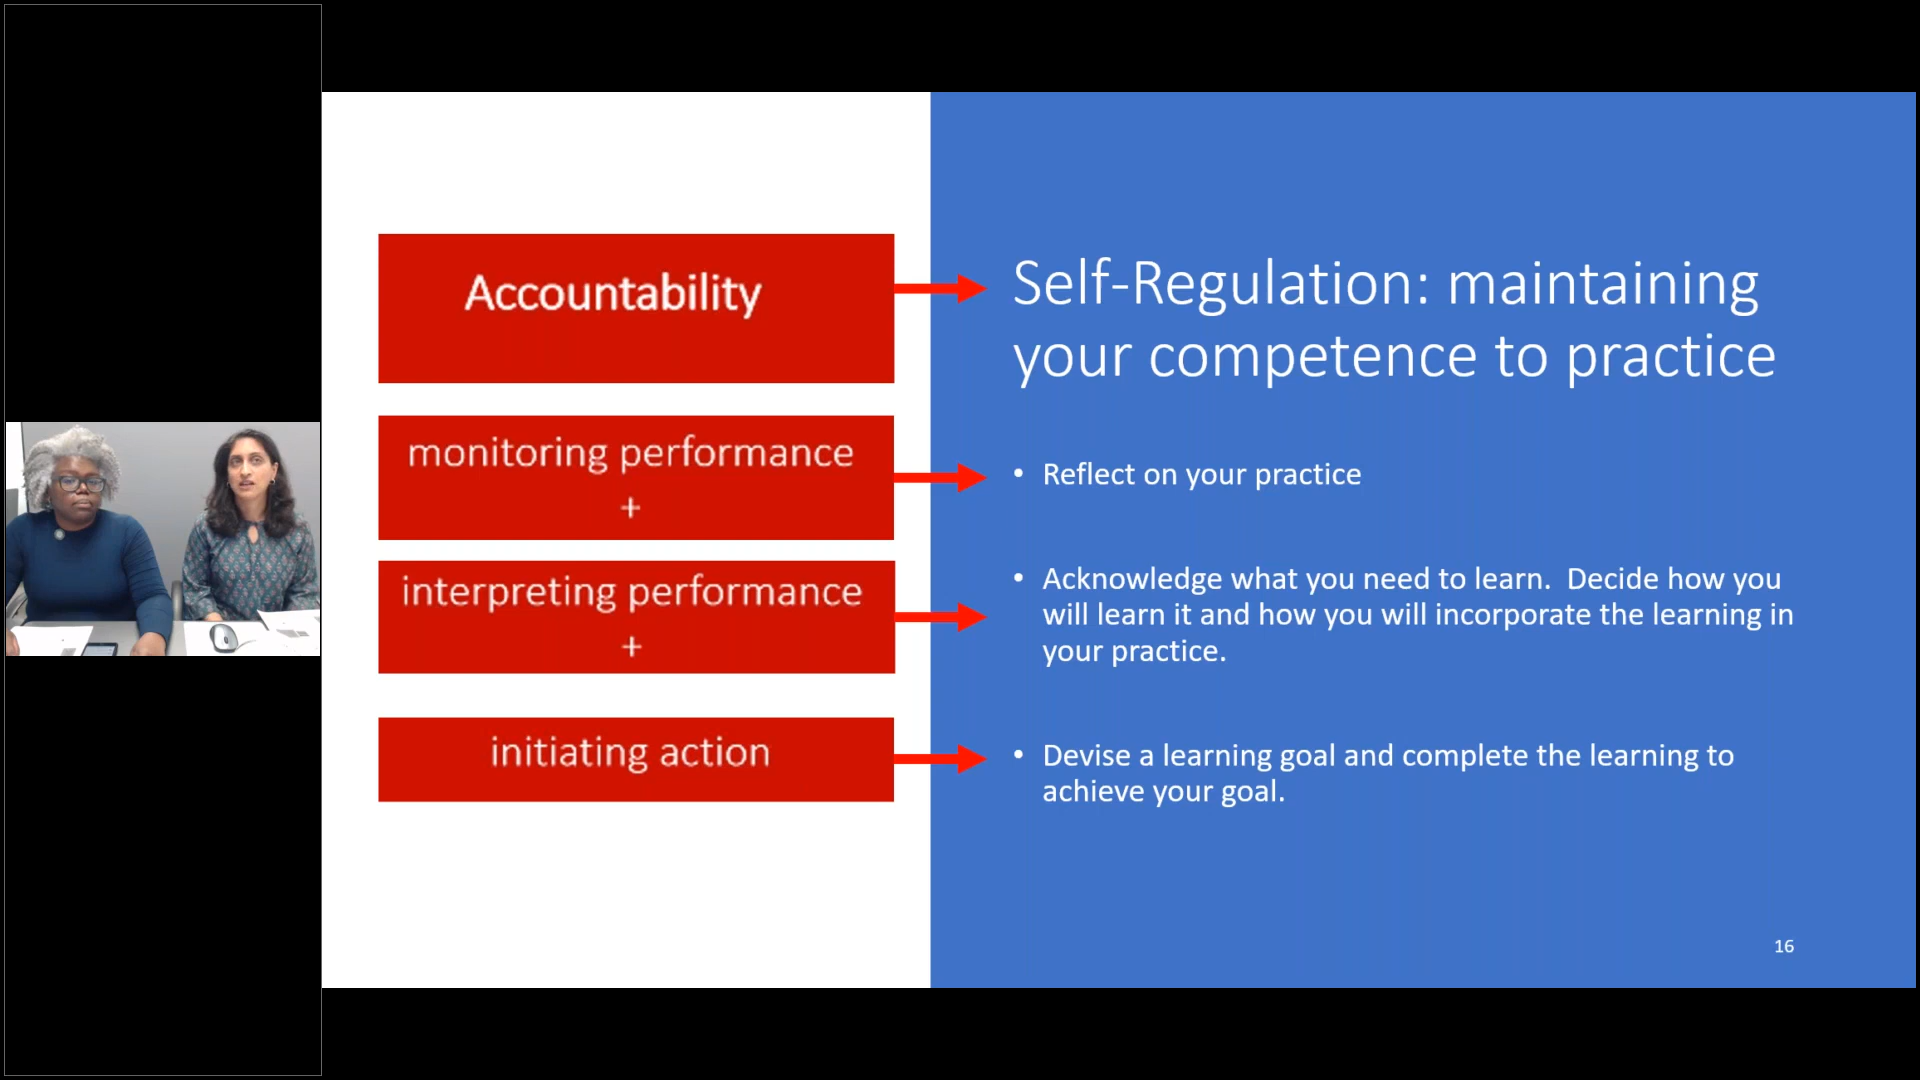 Accountability
monitoring performance
+
interpreting performance
+
initiating action
Self-Regulation: maintaining
your competence to practice
• Reflect on your practice
• Acknowledge what you need to learn.  Decide how you
will learn it and how you will incorporate the learning in
your practice.
• Devise a learning goal and complete the learning to
achieve your goal.
16